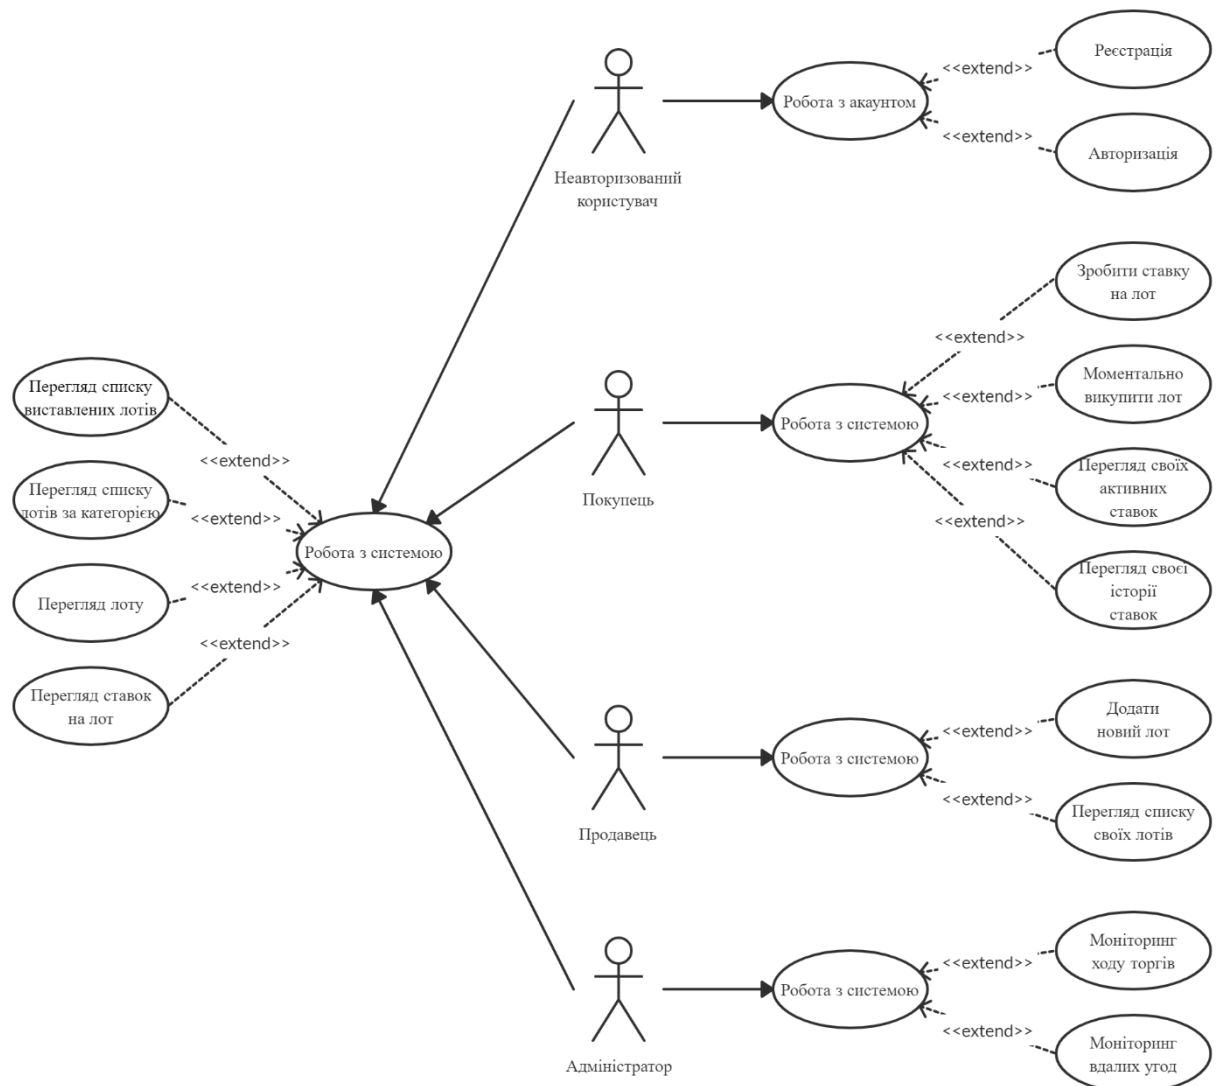 Реєстрація
<<extend>>
Робота з акаунтом
<<extend>>
Авторизація
Неавторизований
користувач
Зробити ставку
на лот
<<extend>>
Моментально
викупити лот
<<extend>>
Робота з системою
<<extend>>
Перегляд своїх
активних
ставок
Покупець
<<extend>>
Перегляд своєї
історії
ставок
Перегляд списку
виставлених лотів
<<extend>>
Перегляд списку
лотів за категорією
<<extend>>
Робота з системою
<<extend>>
Перегляд лоту
<<extend>>
Перегляд ставок
на лот
Додати
новий лот
<<extend>>
Робота з системою
<<extend>>
Перегляд списку
своїх лотів
Продавець
Моніторинг
ходу торгів
<<extend>>
Робота з системою
<<extend>>
Моніторинг
вдалих угод
Адміністратор